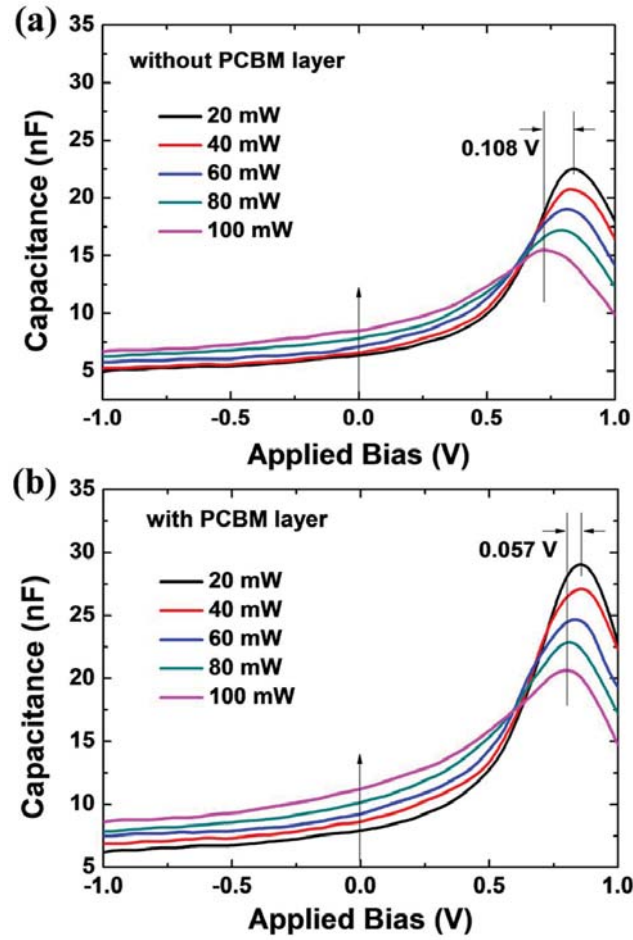 (a)
without PCBM layer
20 mW
40 mW
60 mW
80 mW
100 mW
0.108 V
Capacitance (nF)
35
30
25
20
15
10
5
-1.0 -0.5 0.0 0.5 1.0
Applied Bias (V)
(b)
with PCBM layer
20 mW
40 mW
60 mW
80 mW
100 mW
0.057 V
Capacitance (nF)
35
30
25
20
15
10
5
-1.0 -0.5 0.0 0.5 1.0
Applied Bias (V)